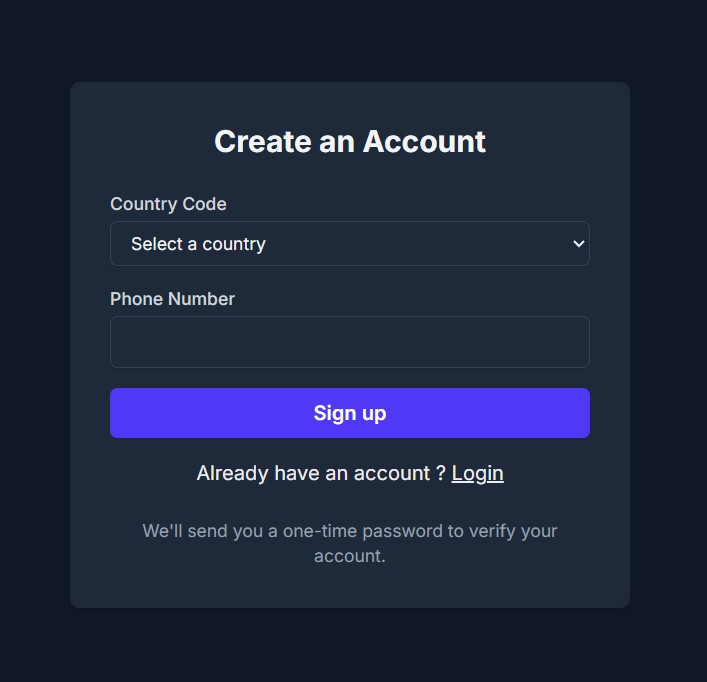 Create an Account
Country Code
Select a country
Phone Number
Sign up
Already have an account ? Login
We'll send you a one-time password to verify your
account.